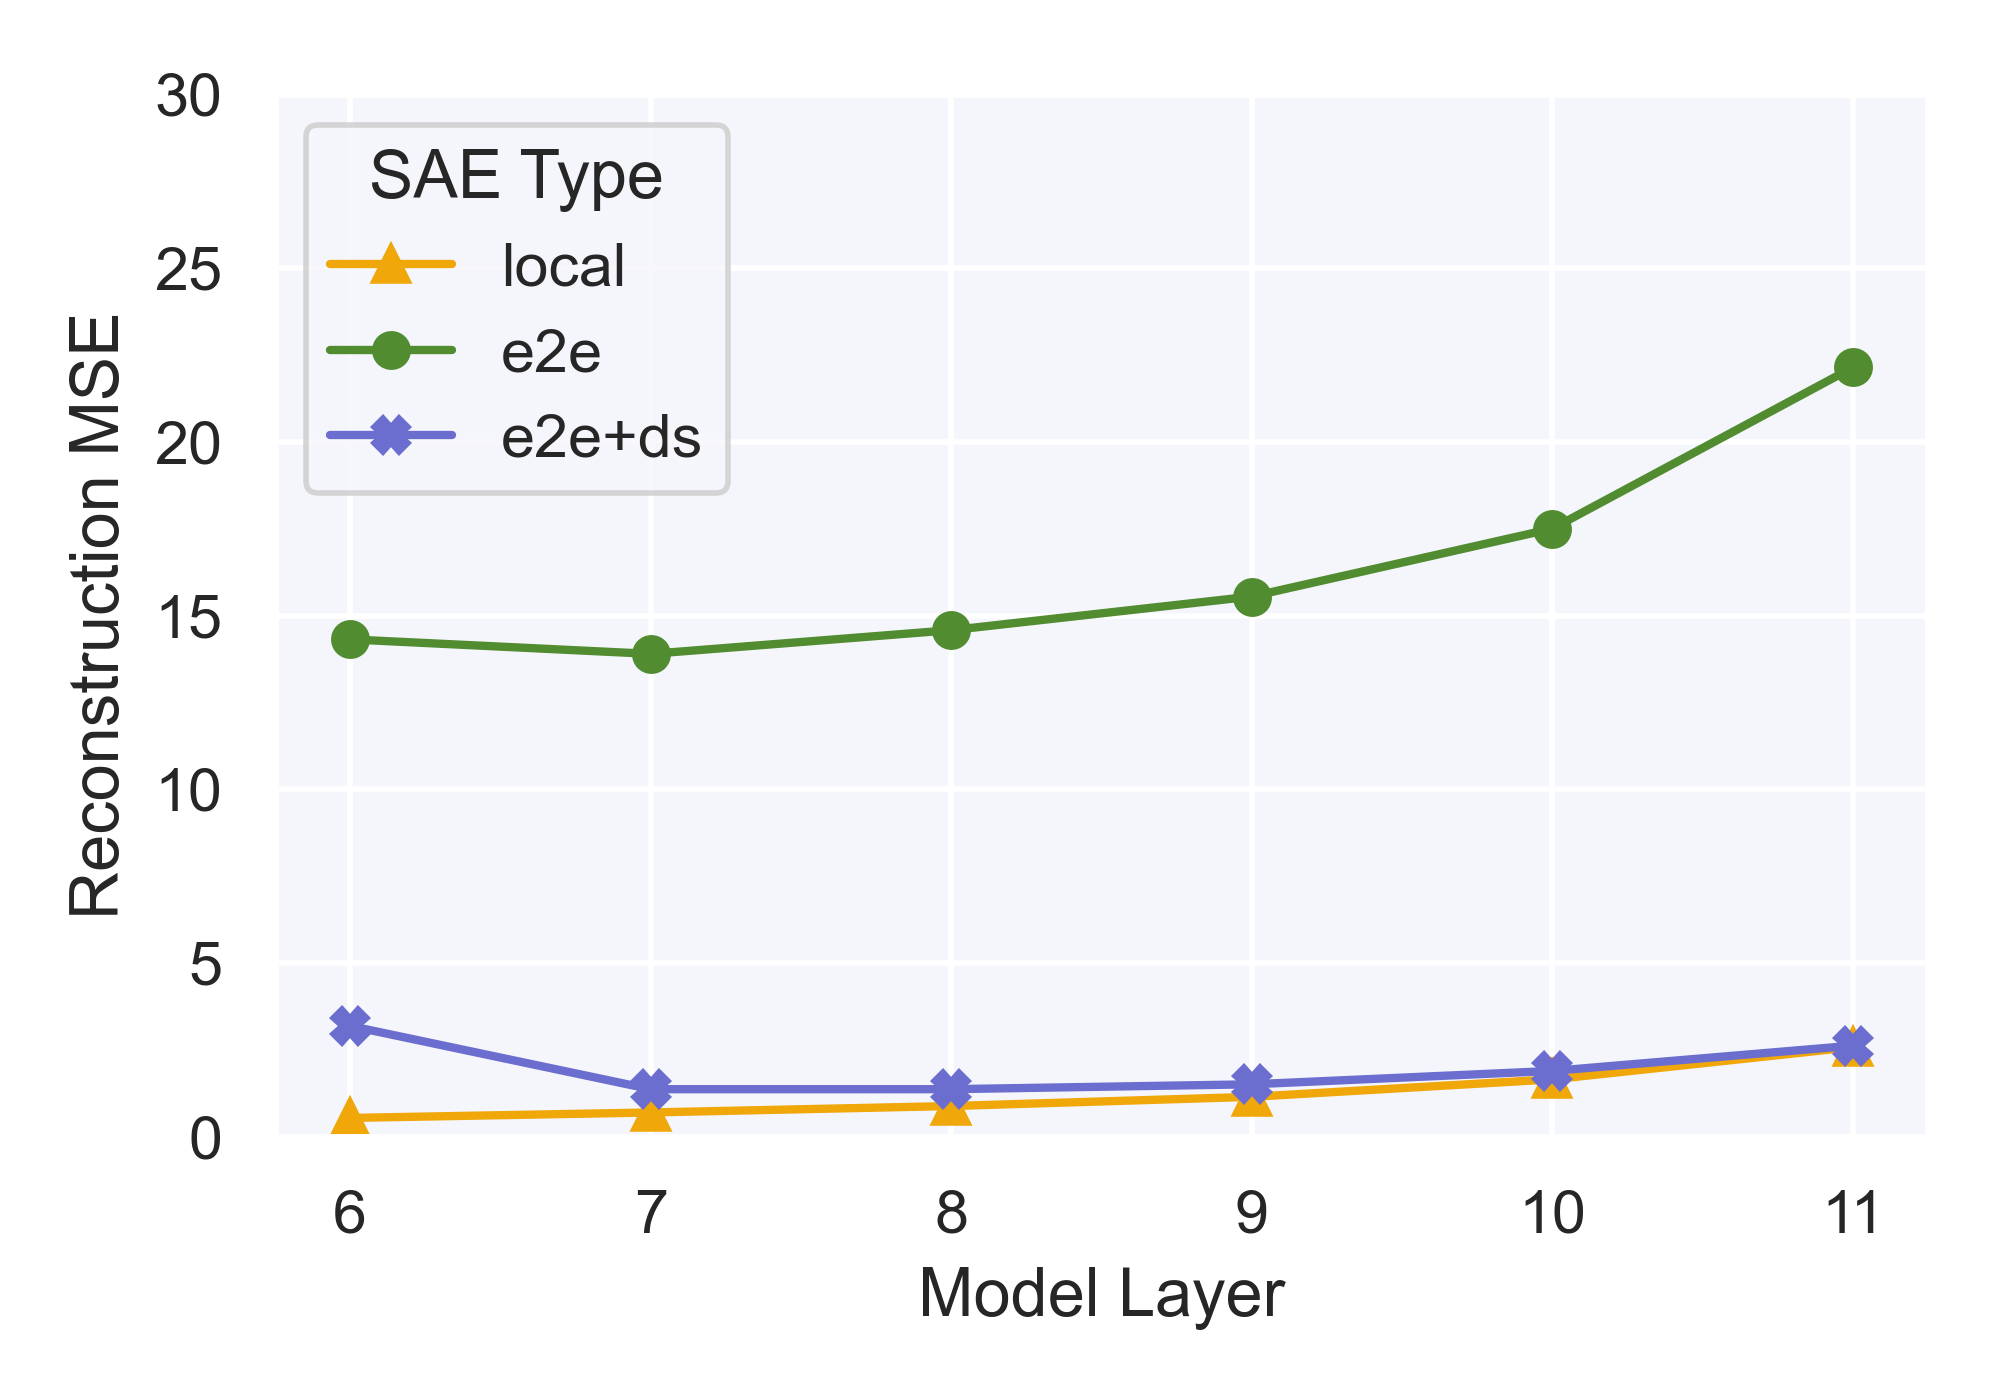 30
25
20
15
10
5
0
Reconstruction MSE
SAE Type
local
e2e
e2e+ds
6 7 8 9 10 11
Model Layer